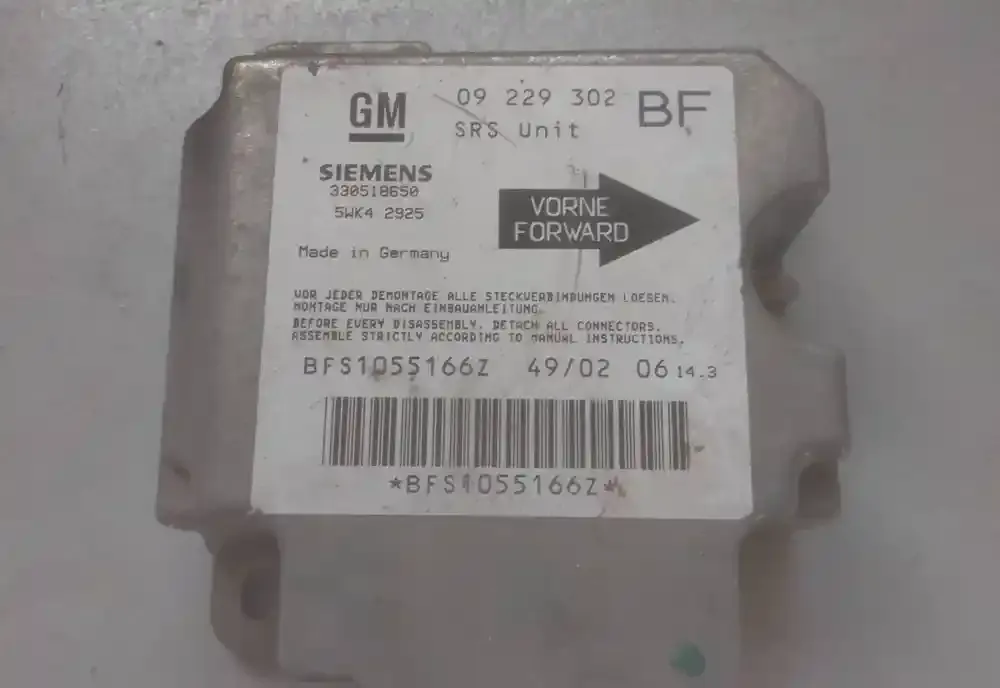 GM
09 229 302
BF
SRS Unit
SIEMENS
330518650
5WK4 2925
VORNE
FORWARD
Made in Germany
VOR JEDER DEMONTAGE ALLE STECKVERBINDUNGEN LOESEN.
MONTAGE NUR NACH EINBAUANLEITUNG.
BEFORE EVERY DISASSEMBLY, DETACH ALL CONNECTORS.
ASSEMBLE STRICTLY ACCORDING TO MANUAL INSTRUCTIONS.
BFS1055166Z 49/02 06 14.3
*BFS1055166Z*